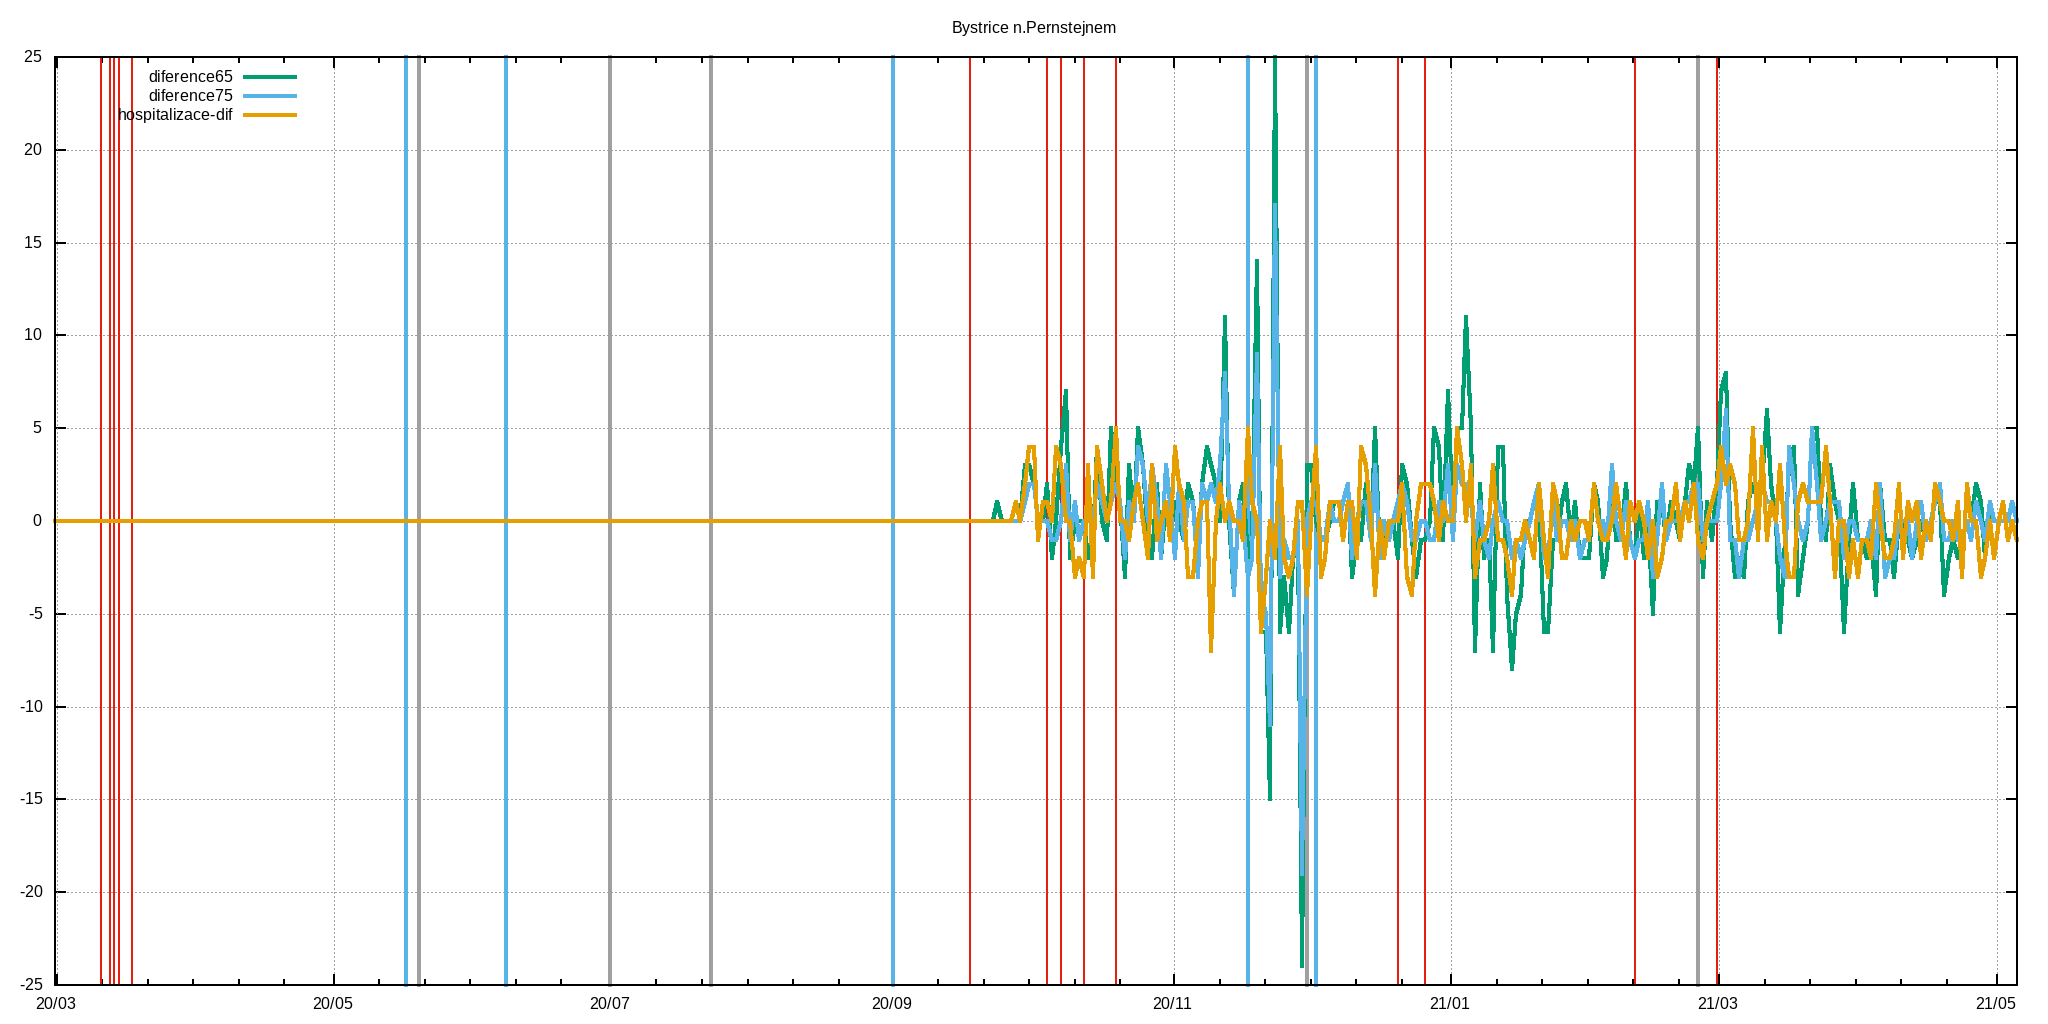 Bystrice n.Pernstejnem
25
diference65
diference75
hospitalizace-dif
20
15
10
5
0
-5
-10
-15
-20
-25
20/03 20/05 20/07 20/09 20/11 21/01 21/03 21/05